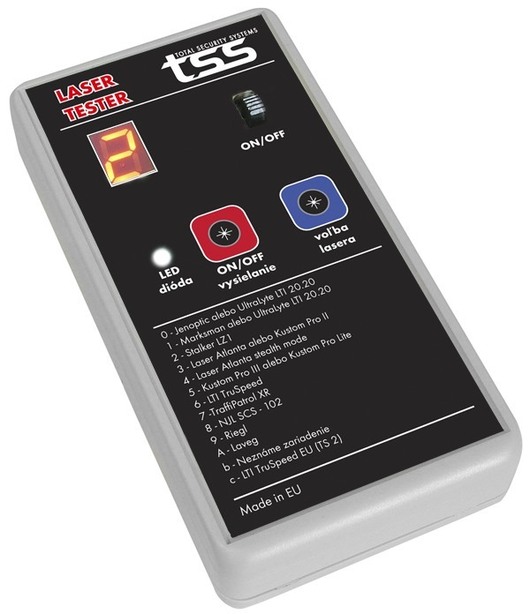 TOTAL SECURITY SYSTEMS
tss
LASER
TESTER
2
ON/OFF
LED
dióda
ON/OFF
vysielanie
voľba
lasera
0 - Jenoptic alebo UltraLyte LTI 20.20
1 - Marksman alebo UltraLyte LTI 20.20
2 - Stalker LZ1
3 - Laser Atlanta alebo Kustom Pro II
4 - Laser Atlanta stealth mode
5 - Kustom Pro III alebo Kustom Pro Lite
6 - LTI TruSpeed
7 -TraffiPatrol XR
8 - NJL SCS - 102
9 - Riegl
A - Laveg
b - Neznáme zariadenie
c - LTI TruSpeed EU (TS 2)
Made in EU